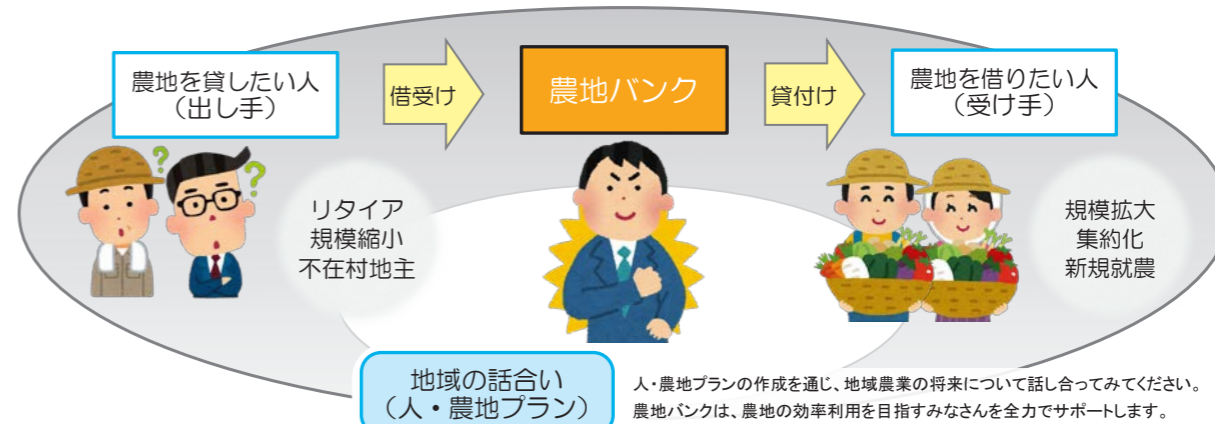 農地を貸したい人
（出し手）
借受け
農地バンク
貸付け
農地を借りたい人
（受け手）
?
?
リタイア
規模縮小
不在村地主
規模拡大
集約化
新規就農
地域の話合い
（人・農地プラン）
人・農地プランの作成を通じ、地域農業の将来について話し合ってみてください。
農地バンクは、農地の効率利用を目指すみなさんを全力でサポートします。